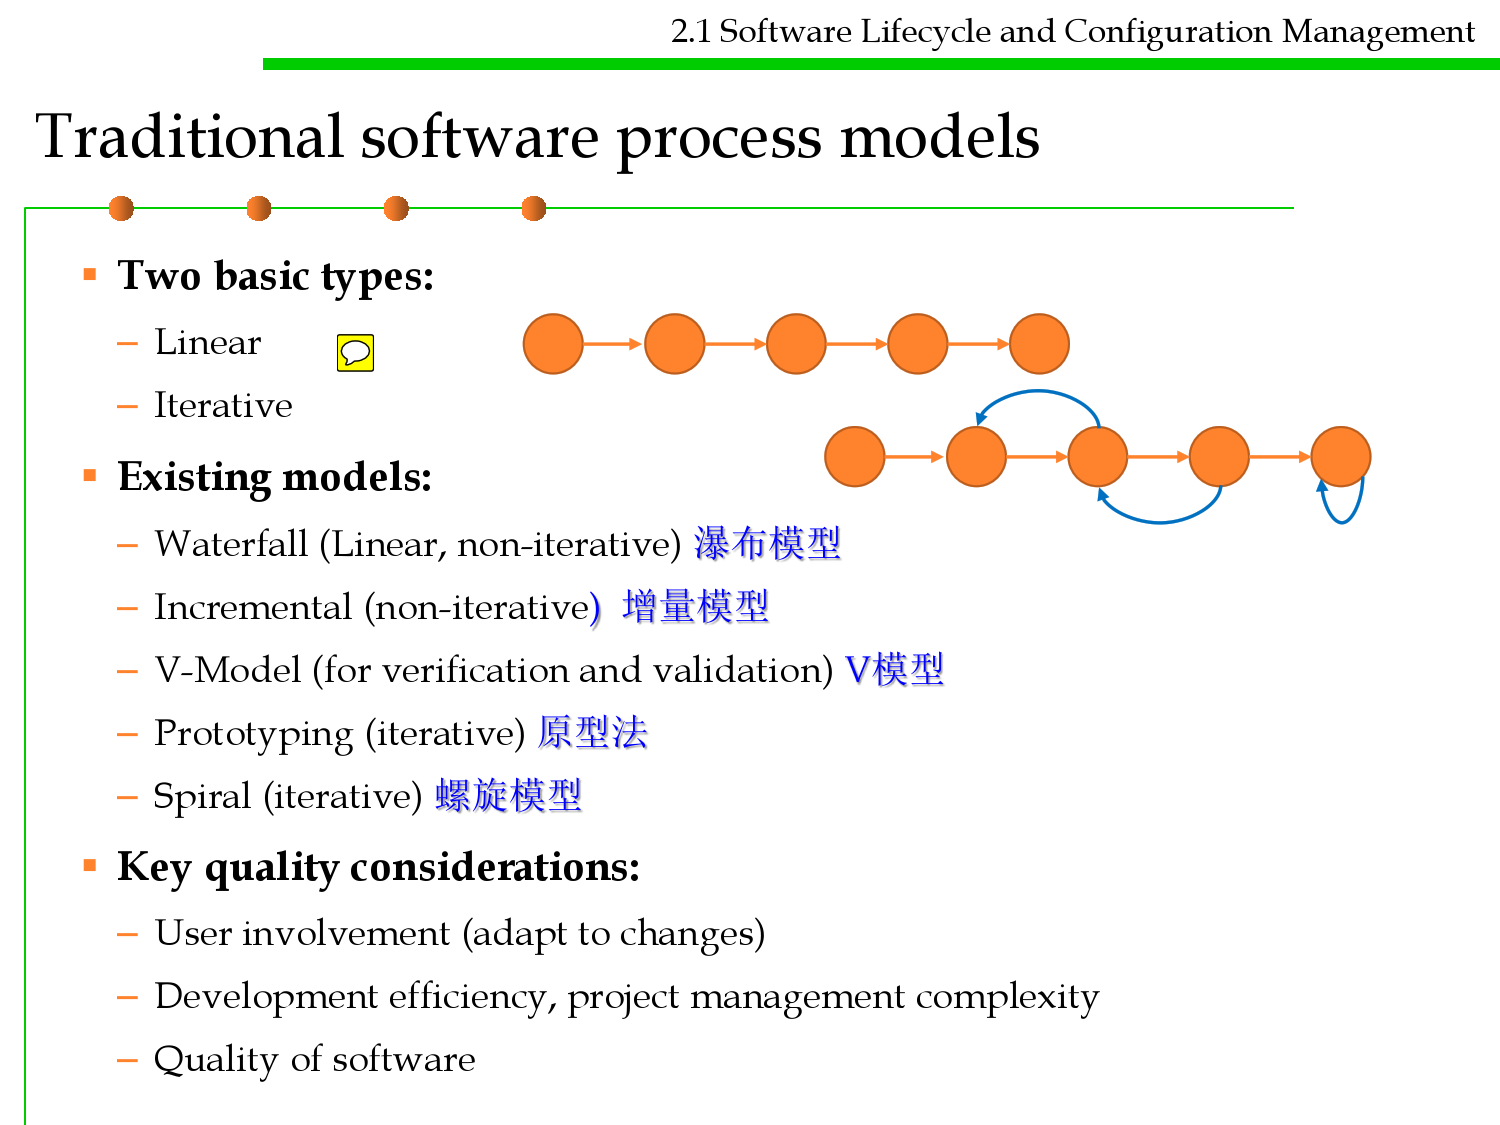 2.1 Software Lifecycle and Configuration Management
Traditional software process models
▪ Two basic types:
– Linear
– Iterative
▪ Existing models:
– Waterfall (Linear, non-iterative) 瀑布模型
– Incremental (non-iterative) 增量模型
– V-Model (for verification and validation) V模型
– Prototyping (iterative) 原型法
– Spiral (iterative) 螺旋模型
▪ Key quality considerations:
– User involvement (adapt to changes)
– Development efficiency, project management complexity
– Quality of software